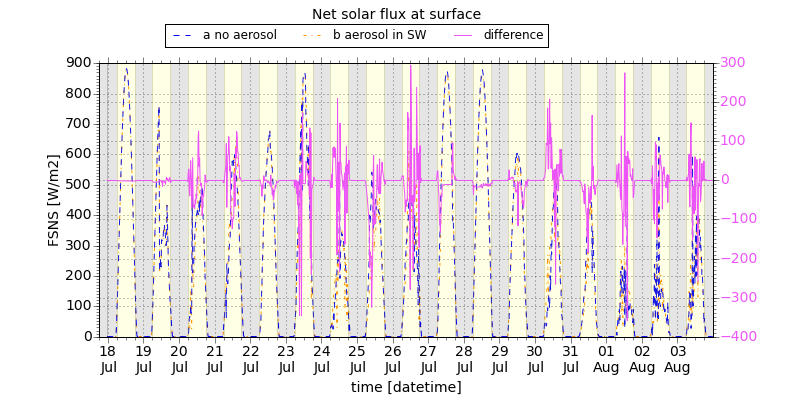 Net solar flux at surface
a no aerosol b aerosol in SW difference
900 300
800
700 200
600 100
500 0
400 −100
300
200 −200
100 −300
0 −400
FSNS [W/m2]
18 19 20 21 22 23 24 25 26 27 28 29 30 31 01 02 03
Jul Jul Jul Jul Jul Jul Jul Jul Jul Jul Jul Jul Jul Jul Aug Aug Aug
time [datetime]